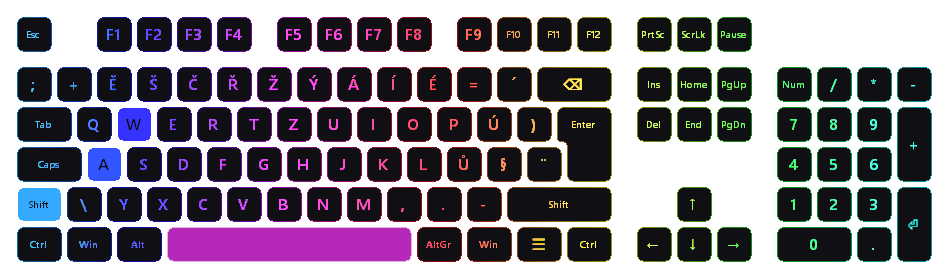 Esc F1 F2 F3 F4 F5 F6 F7 F8 F9 F10 F11 F12 PrtSc ScrLk Pause
; + Ě Š Č Ř Ž Ý Á Í É = ´ ⌫ Ins Home PgUp Num / * -
Tab Q W E R T Z U I O P Ú ) Enter Del End PgDn 7 8 9 +
Caps A S D F G H J K L Ů § ¨ 4 5 6
Shift \ Y X C V B N M , . - Shift ↑ 1 2 3 ⏎
Ctrl Win Alt AltGr Win ☰ Ctrl ← ↓ → 0 .